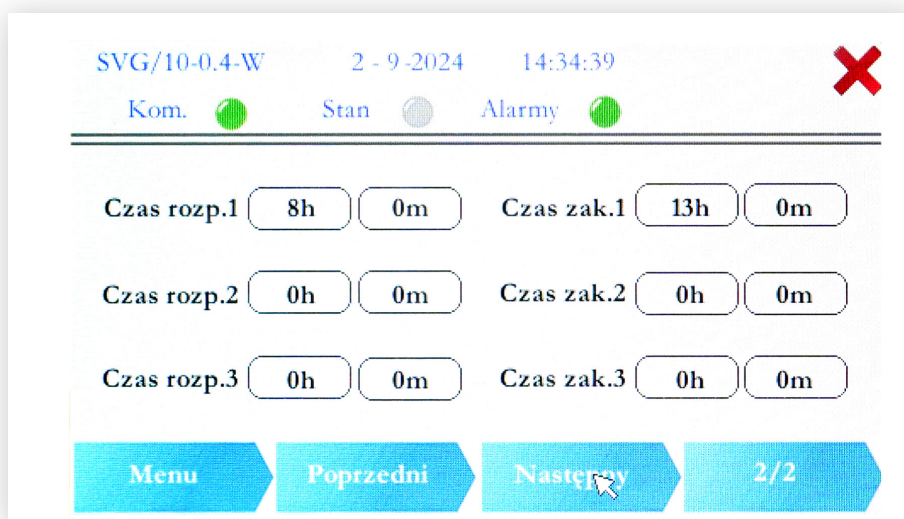 SVG/10-0.4-W 2 - 9 -2024 14:34:39
Kom. Stan Alarmy
Czas rozp.1 8h 0m Czas zak.1 13h 0m
Czas rozp.2 0h 0m Czas zak.2 0h 0m
Czas rozp.3 0h 0m Czas zak.3 0h 0m
Menu Poprzedni Następny 2/2